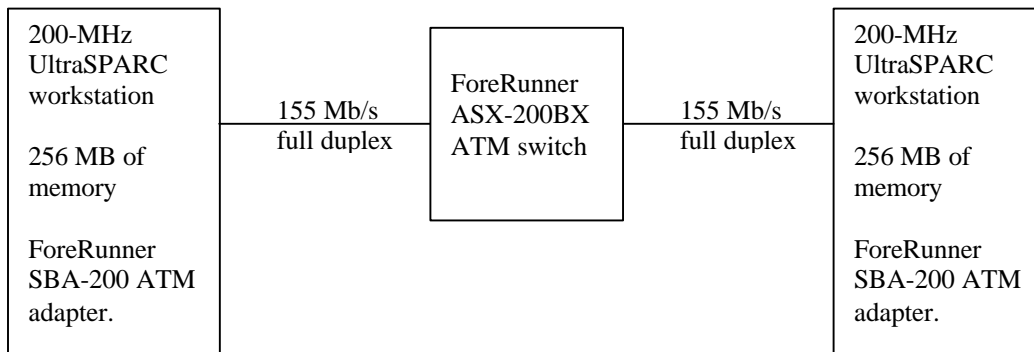 200-MHz
UltraSPARC
workstation
256 MB of
memory
ForeRunner
SBA-200 ATM
adapter.
155 Mb/s
full duplex
ForeRunner
ASX-200BX
ATM switch
155 Mb/s
full duplex
200-MHz
UltraSPARC
workstation
256 MB of
memory
ForeRunner
SBA-200 ATM
adapter.